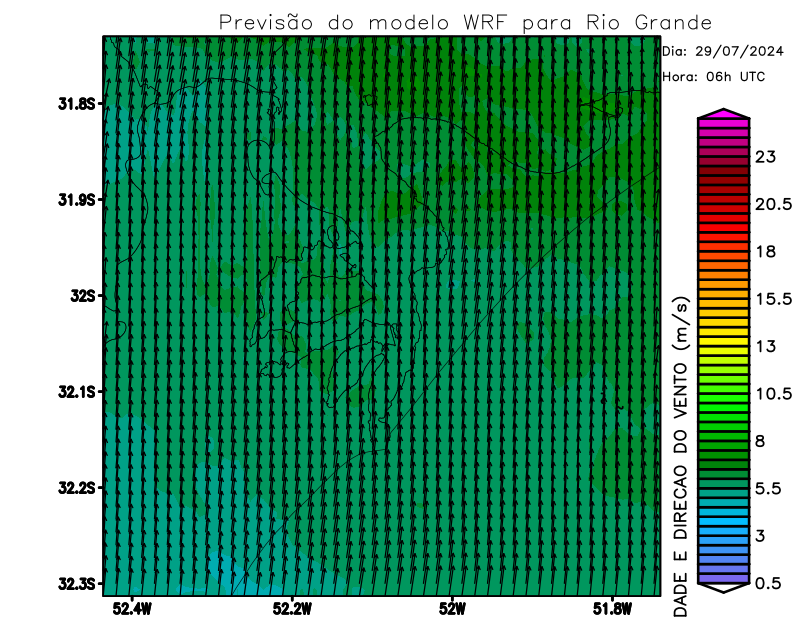 Previsão do modelo WRF para Rio Grande
Dia: 29/07/2024
Hora: 06h UTC
31.8S
31.9S
32S
32.1S
32.2S
32.3S
52.4W
52.2W
52W
51.8W
23
20.5
18
15.5
13
10.5
8
5.5
3
0.5
DADE E DIRECAO DO VENTO (m/s)